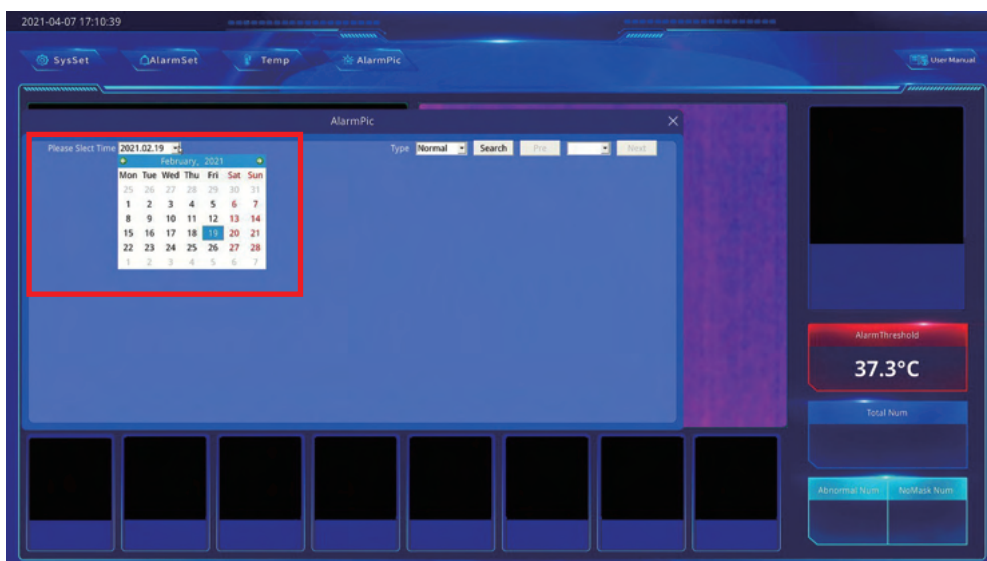 2021-04-07 17:10:39
SysSet AlarmSet Temp AlarmPic User Manual
AlarmPic
Please Slect Time 2021.02.19 Type Normal Search Pre Next
February, 2021
Mon Tue Wed Thu Fri Sat Sun
25 26 27 28 29 30 31
1 2 3 4 5 6 7
8 9 10 11 12 13 14
15 16 17 18 19 20 21
22 23 24 25 26 27 28
1 2 3 4 5 6 7
AlarmThreshold
37.3°C
Total Num
Abnormal Num NoMask Num